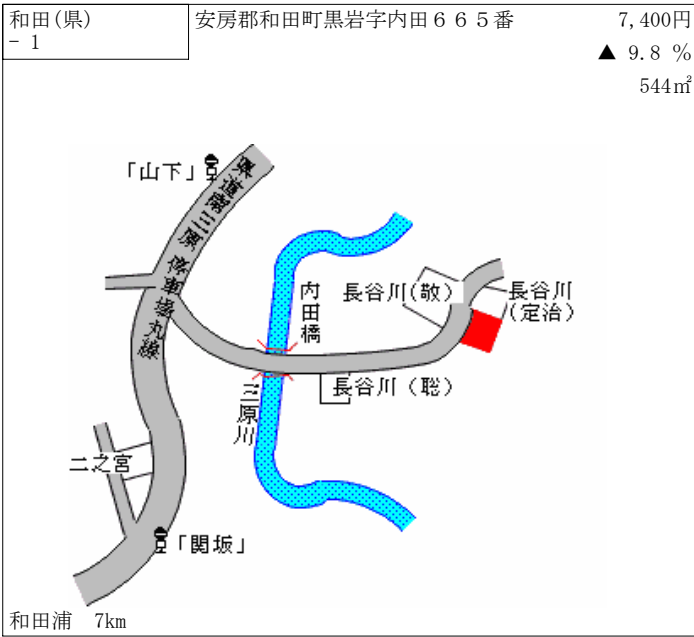 和田(県)
- 1
安房郡和田町黒岩字内田６６５番
7,400円
▲ 9.8 %
544㎡
「山下」
県道南三原停車場丸線
内田橋
長谷川(敬)
長谷川
(定治)
長谷川（聡）
三原川
二之宮
「関坂」
和田浦 7km